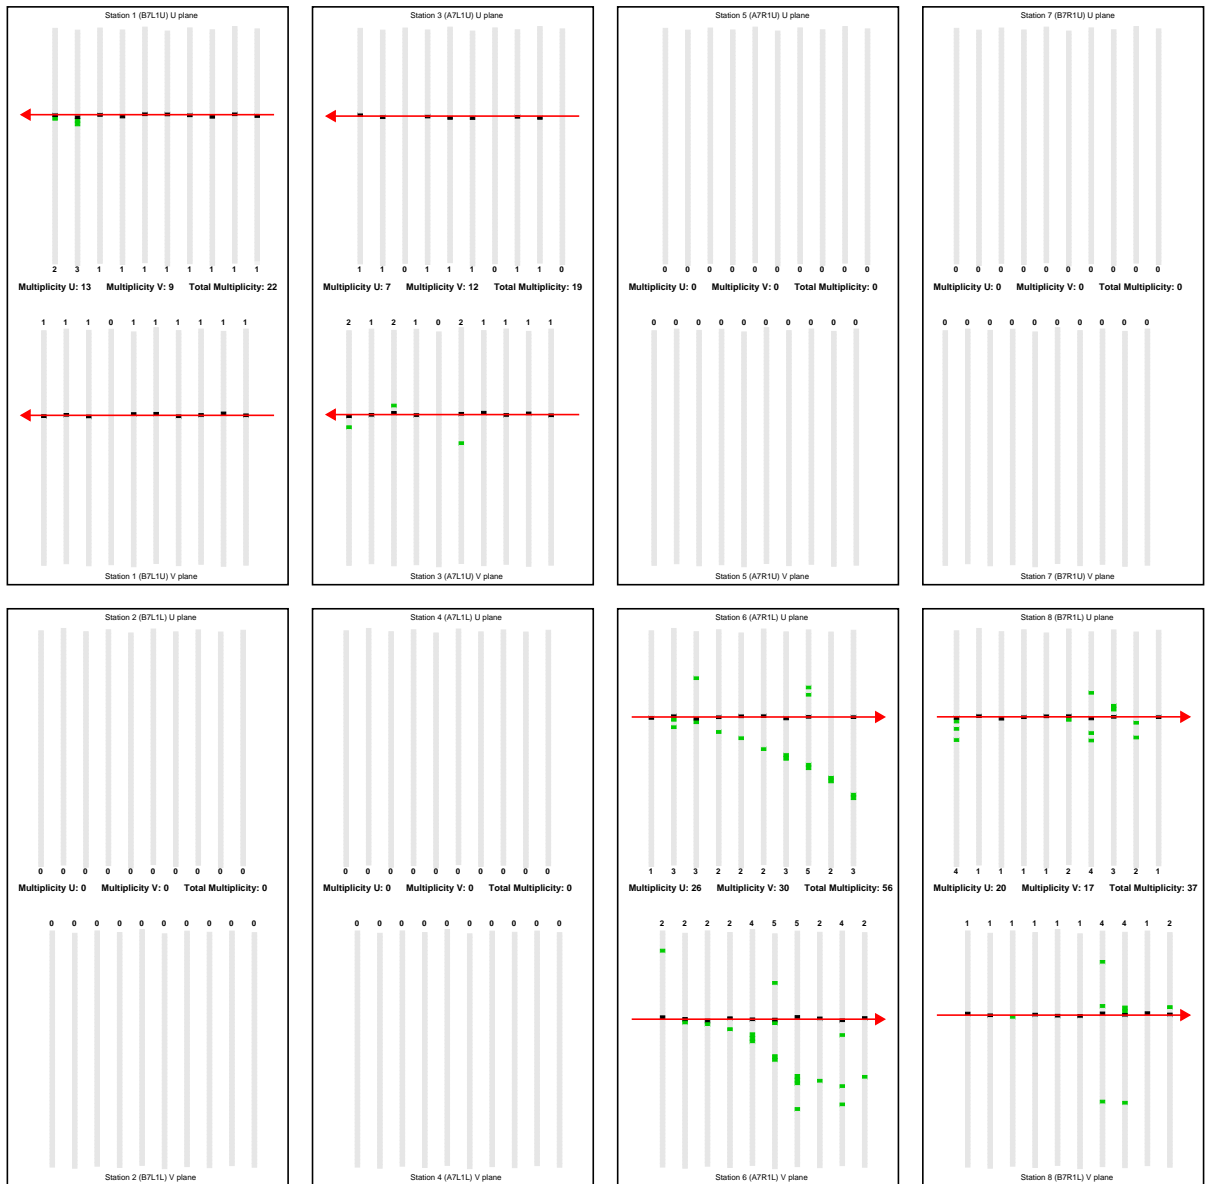 Station 1 (B7L1U) U plane
2 3 1 1 1 1 1 1 1 1
Multiplicity U: 13 Multiplicity V: 9 Total Multiplicity: 22
1 1 1 0 1 1 1 1 1 1
Station 1 (B7L1U) V plane
Station 3 (A7L1U) U plane
1 1 0 1 1 1 0 1 1 0
Multiplicity U: 7 Multiplicity V: 12 Total Multiplicity: 19
2 1 2 1 0 2 1 1 1 1
Station 3 (A7L1U) V plane
Station 5 (A7R1U) U plane
0 0 0 0 0 0 0 0 0 0
Multiplicity U: 0 Multiplicity V: 0 Total Multiplicity: 0
0 0 0 0 0 0 0 0 0 0
Station 5 (A7R1U) V plane
Station 7 (B7R1U) U plane
0 0 0 0 0 0 0 0 0 0
Multiplicity U: 0 Multiplicity V: 0 Total Multiplicity: 0
0 0 0 0 0 0 0 0 0 0
Station 7 (B7R1U) V plane
Station 2 (B7L1L) U plane
0 0 0 0 0 0 0 0 0 0
Multiplicity U: 0 Multiplicity V: 0 Total Multiplicity: 0
0 0 0 0 0 0 0 0 0 0
Station 2 (B7L1L) V plane
Station 4 (A7L1L) U plane
0 0 0 0 0 0 0 0 0 0
Multiplicity U: 0 Multiplicity V: 0 Total Multiplicity: 0
0 0 0 0 0 0 0 0 0 0
Station 4 (A7L1L) V plane
Station 6 (A7R1L) U plane
1 3 3 2 2 2 3 5 2 3
Multiplicity U: 26 Multiplicity V: 30 Total Multiplicity: 56
2 2 2 2 4 5 5 2 4 2
Station 6 (A7R1L) V plane
Station 8 (B7R1L) U plane
4 1 1 1 1 2 4 3 2 1
Multiplicity U: 20 Multiplicity V: 17 Total Multiplicity: 37
1 1 1 1 1 1 4 4 1 2
Station 8 (B7R1L) V plane